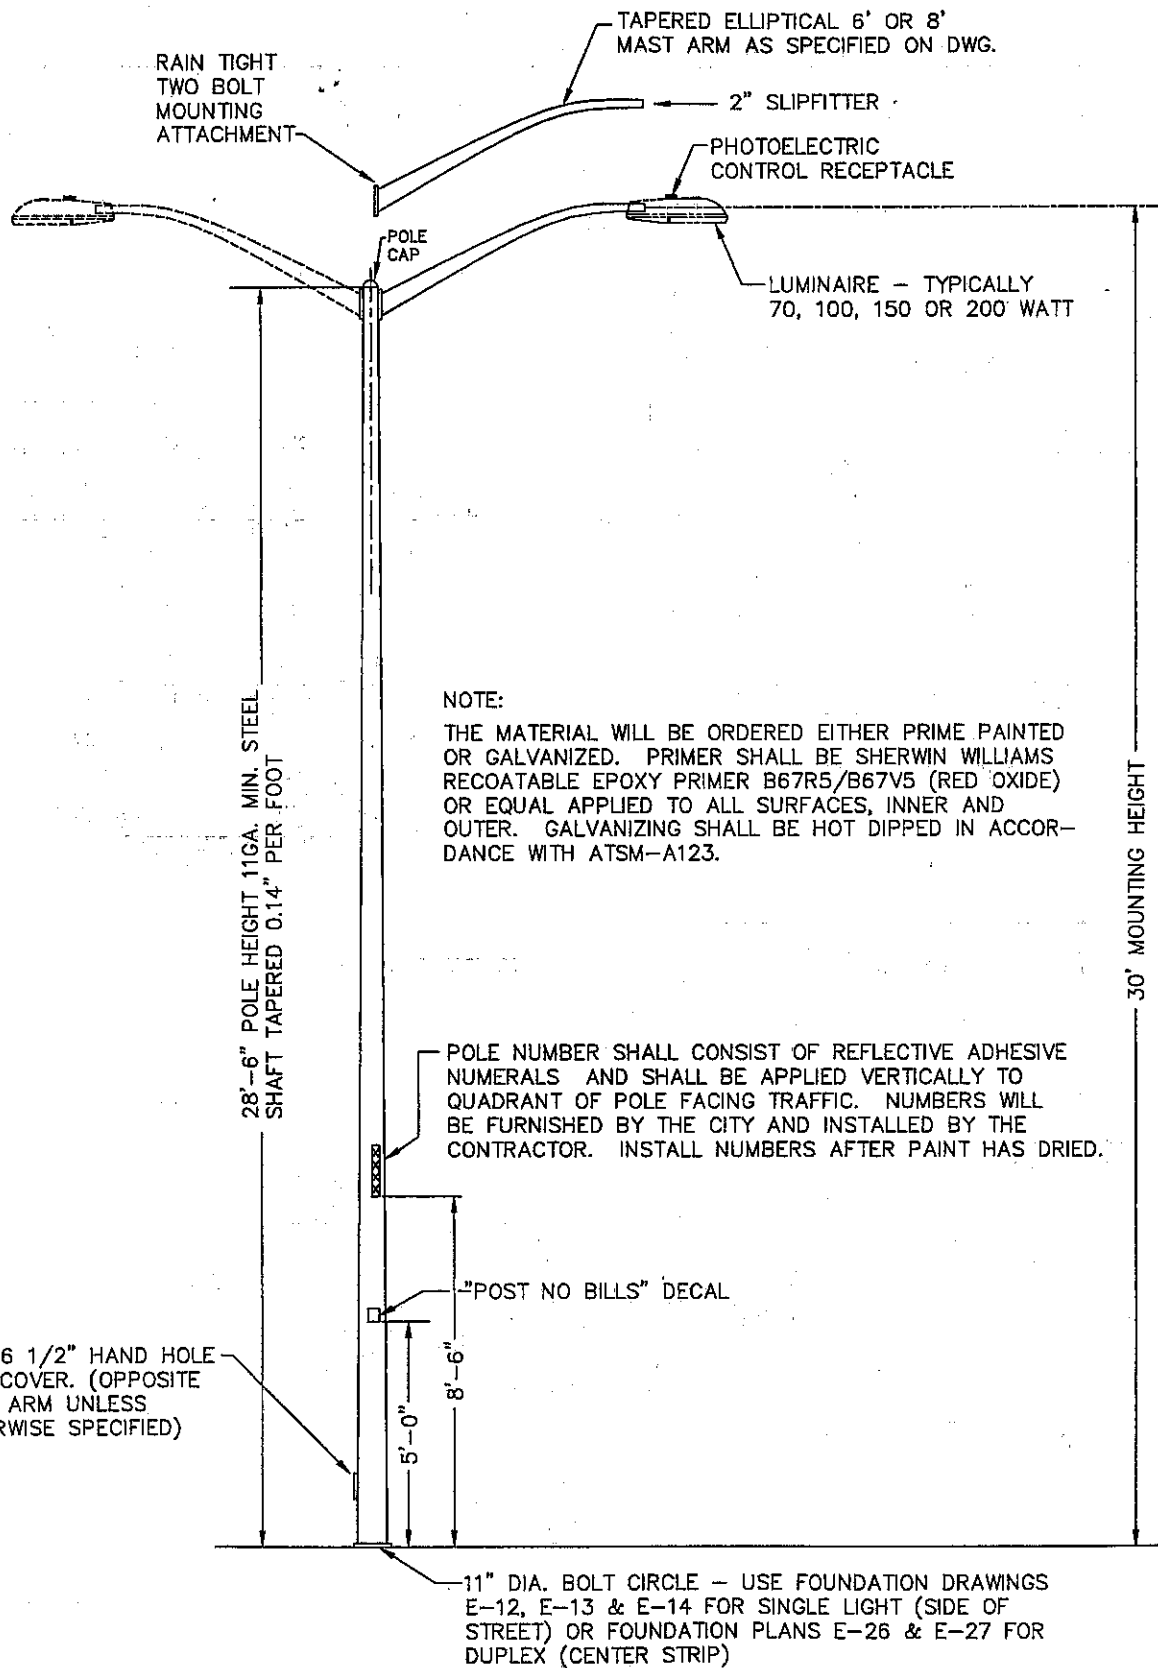 TAPERED ELLIPTICAL 6' OR 8'
MAST ARM AS SPECIFIED ON DWG.
RAIN TIGHT
TWO BOLT
MOUNTING
ATTACHMENT
2" SLIPFITTER
PHOTOELECTRIC
CONTROL RECEPTACLE
POLE
CAP
LUMINAIRE – TYPICALLY
70, 100, 150 OR 200 WATT
28'–6" POLE HEIGHT 11GA. MIN. STEEL
SHAFT TAPERED 0.14" PER FOOT
30' MOUNTING HEIGHT
NOTE:
THE MATERIAL WILL BE ORDERED EITHER PRIME PAINTED
OR GALVANIZED. PRIMER SHALL BE SHERWIN WILLIAMS
RECOATABLE EPOXY PRIMER B67R5/B67V5 (RED OXIDE)
OR EQUAL APPLIED TO ALL SURFACES, INNER AND
OUTER. GALVANIZING SHALL BE HOT DIPPED IN ACCOR–
DANCE WITH ATSM–A123.
POLE NUMBER SHALL CONSIST OF REFLECTIVE ADHESIVE
NUMERALS AND SHALL BE APPLIED VERTICALLY TO
QUADRANT OF POLE FACING TRAFFIC. NUMBERS WILL
BE FURNISHED BY THE CITY AND INSTALLED BY THE
CONTRACTOR. INSTALL NUMBERS AFTER PAINT HAS DRIED.
"POST NO BILLS" DECAL
6 1/2" HAND HOLE
COVER. (OPPOSITE
ARM UNLESS
RWISE SPECIFIED)
5'–0"
8'–6"
11" DIA. BOLT CIRCLE – USE FOUNDATION DRAWINGS
E–12, E–13 & E–14 FOR SINGLE LIGHT (SIDE OF
STREET) OR FOUNDATION PLANS E–26 & E–27 FOR
DUPLEX (CENTER STRIP)